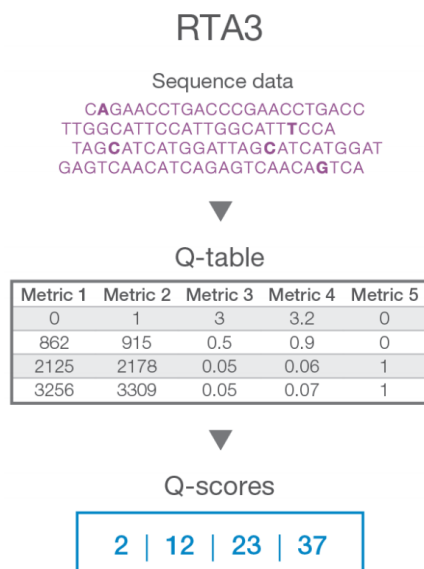 RTA3
Sequence data
CAGAACCTGACCCGAACCTGACC
TTGGCATTCCATTGGCATTTCCA
TAGCATCATGGATTAGCATCATGGAT
GAGTCAACATCAGAGTCAACAGTCA
Q-table
Metric 1 Metric 2 Metric 3 Metric 4 Metric 5
0 1 3 3.2 0
862 915 0.5 0.9 0
2125 2178 0.05 0.06 1
3256 3309 0.05 0.07 1
Q-scores
2 | 12 | 23 | 37